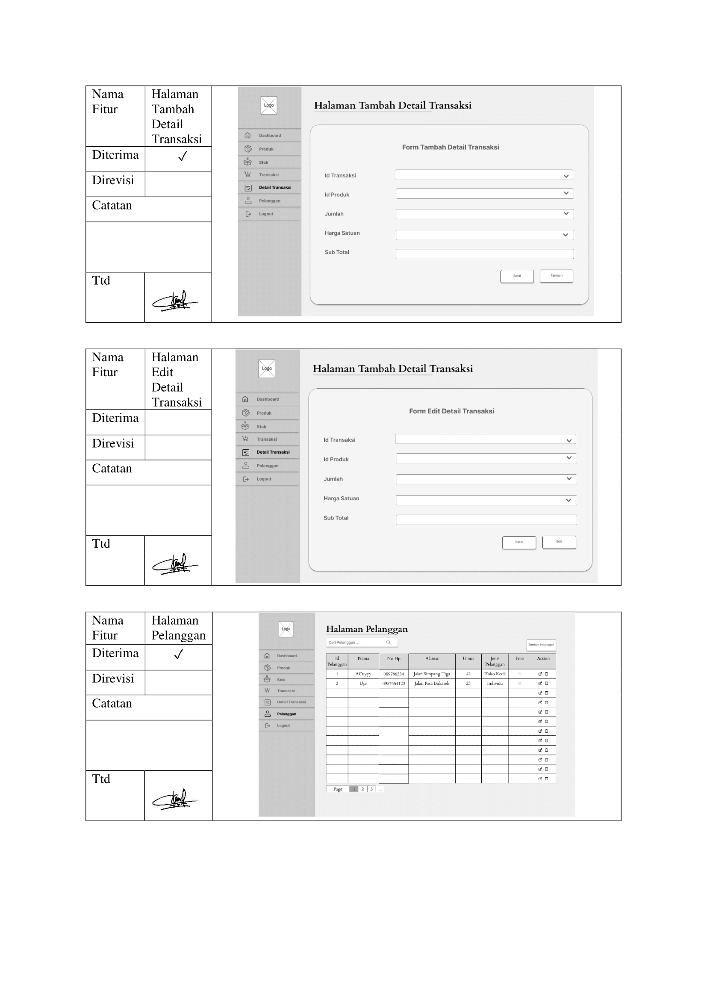 Nama
Fitur
Halaman
Tambah
Detail
Transaksi
Diterima
✓
Direvisi
Catatan
Ttd
Logo
Dashboard
Produk
Stok
Transaksi
Detail Transaksi
Pelanggan
Logout
Halaman Tambah Detail Transaksi
Form Tambah Detail Transaksi
Id Transaksi
Id Produk
Jumlah
Harga Satuan
Sub Total
Batal
Tambah
Nama
Fitur
Halaman
Edit
Detail
Transaksi
Diterima
Direvisi
Catatan
Ttd
Logo
Dashboard
Produk
Stok
Transaksi
Detail Transaksi
Pelanggan
Logout
Halaman Tambah Detail Transaksi
Form Edit Detail Transaksi
Id Transaksi
Id Produk
Jumlah
Harga Satuan
Sub Total
Batal
Edit
Nama
Fitur
Halaman
Pelanggan
Diterima
✓
Direvisi
Catatan
Ttd
Logo
Dashboard
Produk
Stok
Transaksi
Detail Transaksi
Pelanggan
Logout
Halaman Pelanggan
Cari Pelanggan ....
Tambah Pelanggan
Id Pelanggan Nama No Hp Alamat Umur Jenis Pelanggan Foto Action
1 ACuyyy 089786534 Jalan Simpang Tiga 42 Toko Kecil
2 Upa 0987654123 Jalan Pasa Bukareh 23 Individu
Page 1 2 3 ...